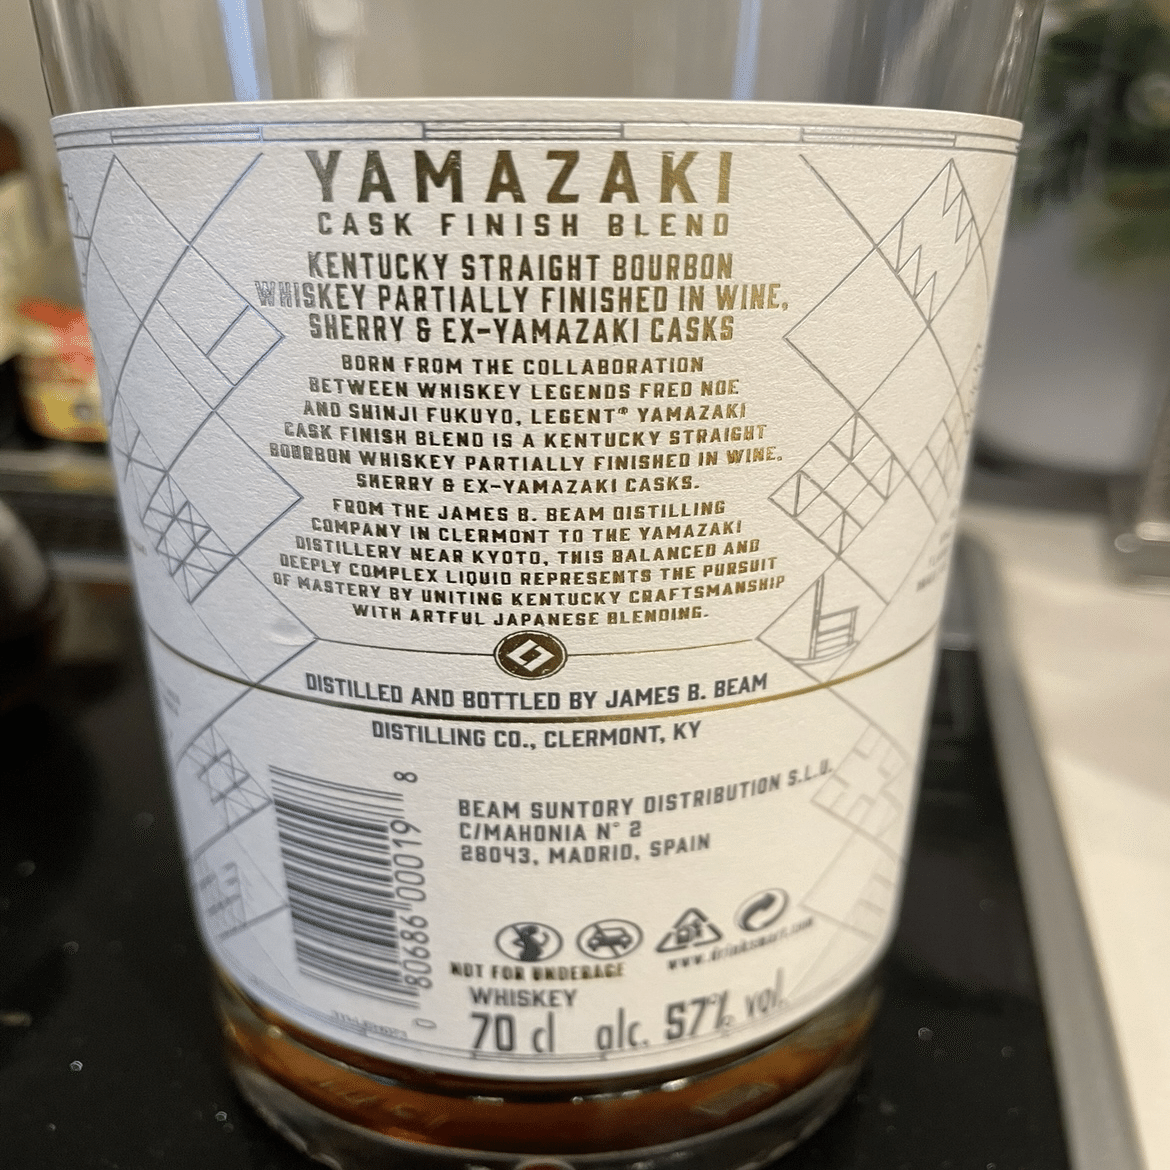 YAMAZAKI
CASK FINISH BLEND
KENTUCKY STRAIGHT BOURBON
WHISKEY PARTIALLY FINISHED IN WINE,
SHERRY & EX-YAMAZAKI CASKS
BORN FROM THE COLLABORATION
BETWEEN WHISKEY LEGENDS FRED NOE
AND SHINJI FUKUYO, LEGENT® YAMAZAKI
CASK FINISH BLEND IS A KENTUCKY STRAIGHT
BOURBON WHISKEY PARTIALLY FINISHED IN WINE,
SHERRY & EX-YAMAZAKI CASKS.
FROM THE JAMES B. BEAM DISTILLING
COMPANY IN CLERMONT TO THE YAMAZAKI
DISTILLERY NEAR KYOTO, THIS BALANCED AND
DEEPLY COMPLEX LIQUID REPRESENTS THE PURSUIT
OF MASTERY BY UNITING KENTUCKY CRAFTSMANSHIP
WITH ARTFUL JAPANESE BLENDING.
DISTILLED AND BOTTLED BY JAMES B. BEAM
DISTILLING CO., CLERMONT, KY
0 80686 00019 8
BEAM SUNTORY DISTRIBUTION S.L.U.
C/MAHONIA N° 2
28043, MADRID, SPAIN
NOT FOR UNDERAGE
www.drinksmart.com
WHISKEY
70 cl alc. 57% vol.